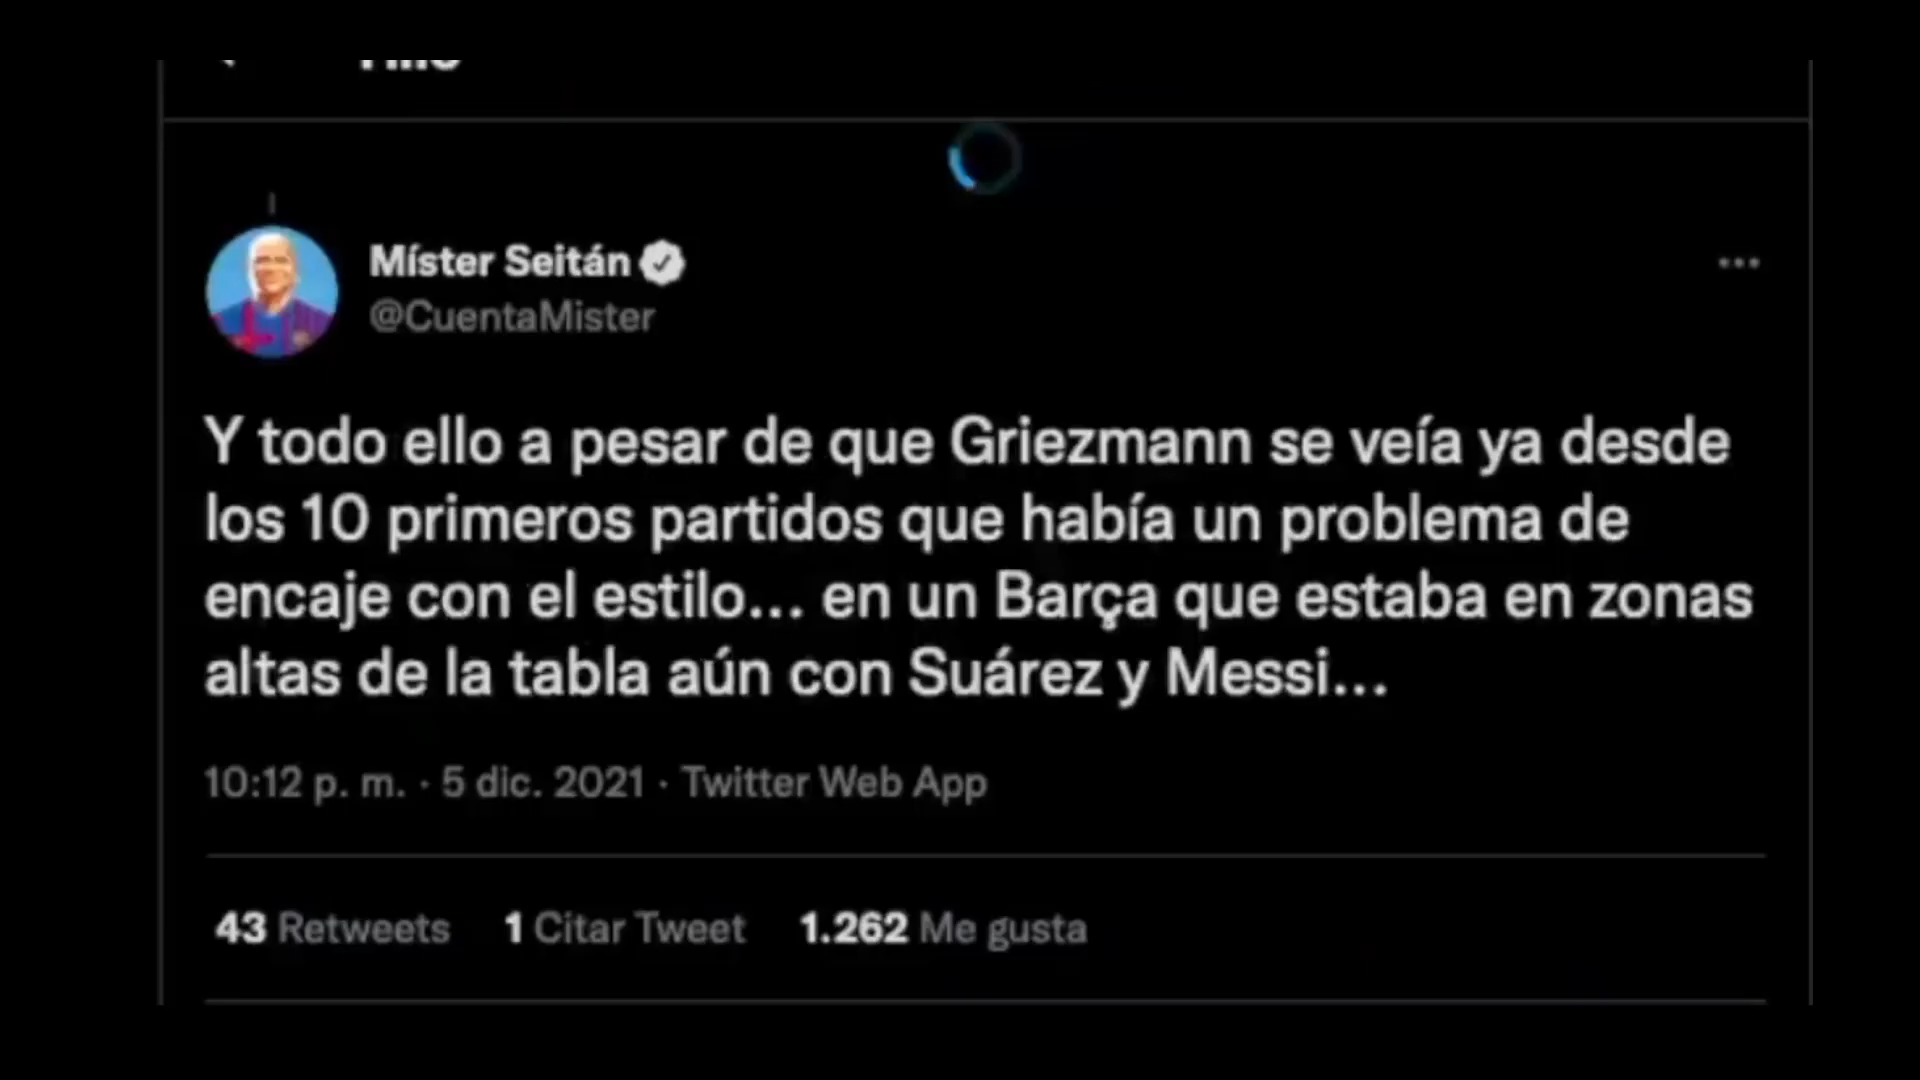 Míster Seitán
@CuentaMister
Y todo ello a pesar de que Griezmann se veía ya desde
los 10 primeros partidos que había un problema de
encaje con el estilo... en un Barça que estaba en zonas
altas de la tabla aún con Suárez y Messi...
10:12 p. m. · 5 dic. 2021 · Twitter Web App
43 Retweets 1 Citar Tweet 1.262 Me gusta